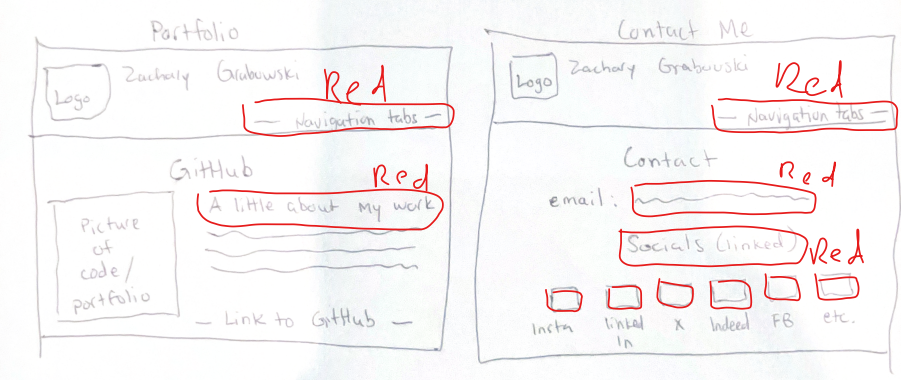 Portfolio
Logo
Zachary Grabowski
Red
— Navigation tabs —
GitHub
Red
A little about my work
Picture
of
code/
portfolio
— Link to GitHub —
Contact Me
Logo
Zachary Grabowski
Red
— Navigation tabs —
Contact
Red
email:
Socials (linked)
Red
Insta
linked
In
X
Indeed
FB
etc.